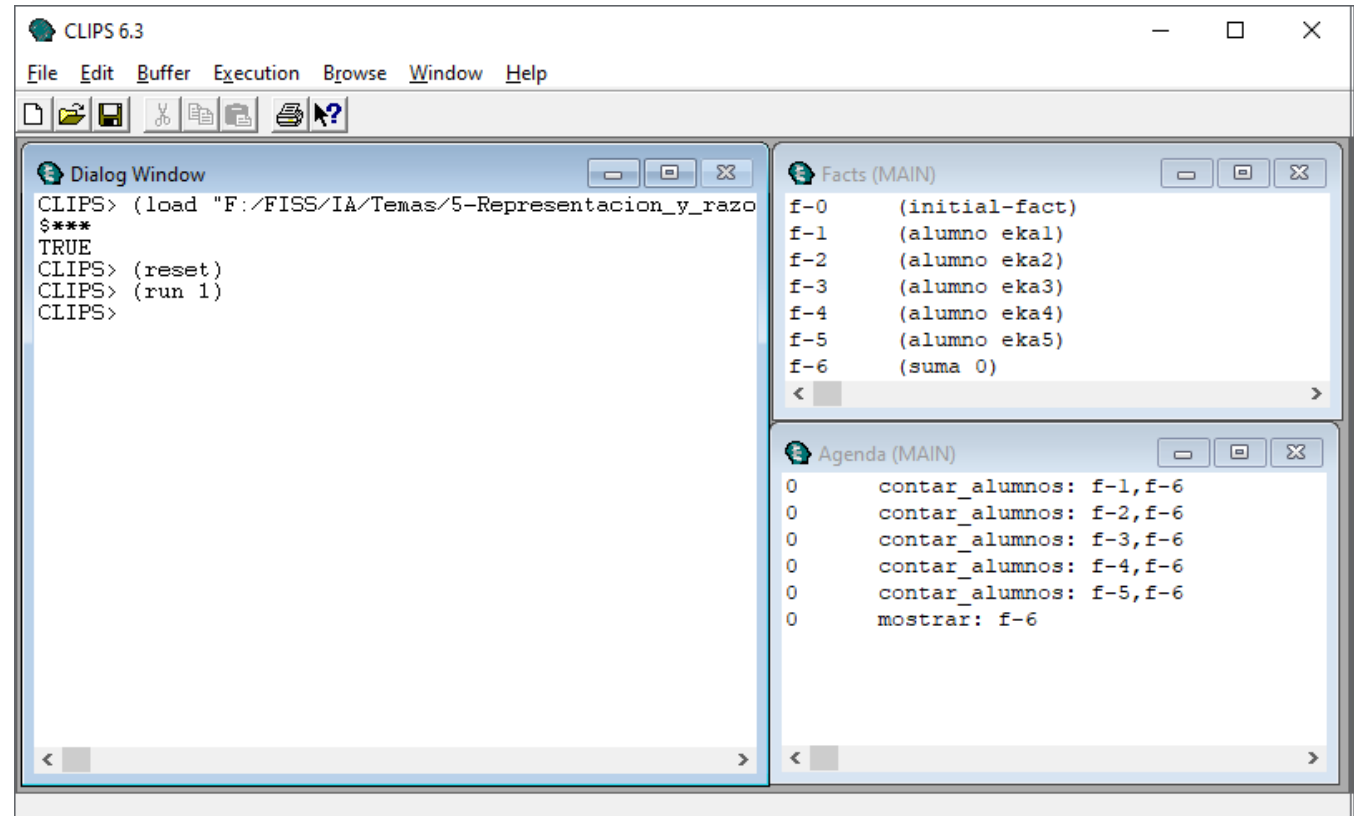 CLIPS 6.3
File Edit Buffer Execution Browse Window Help
Dialog Window
CLIPS> (load "F:/FISS/IA/Temas/5-Representacion_y_razo
$***
TRUE
CLIPS> (reset)
CLIPS> (run 1)
CLIPS>
Facts (MAIN)
f-0 (initial-fact)
f-1 (alumno eka1)
f-2 (alumno eka2)
f-3 (alumno eka3)
f-4 (alumno eka4)
f-5 (alumno eka5)
f-6 (suma 0)
Agenda (MAIN)
0 contar_alumnos: f-1,f-6
0 contar_alumnos: f-2,f-6
0 contar_alumnos: f-3,f-6
0 contar_alumnos: f-4,f-6
0 contar_alumnos: f-5,f-6
0 mostrar: f-6